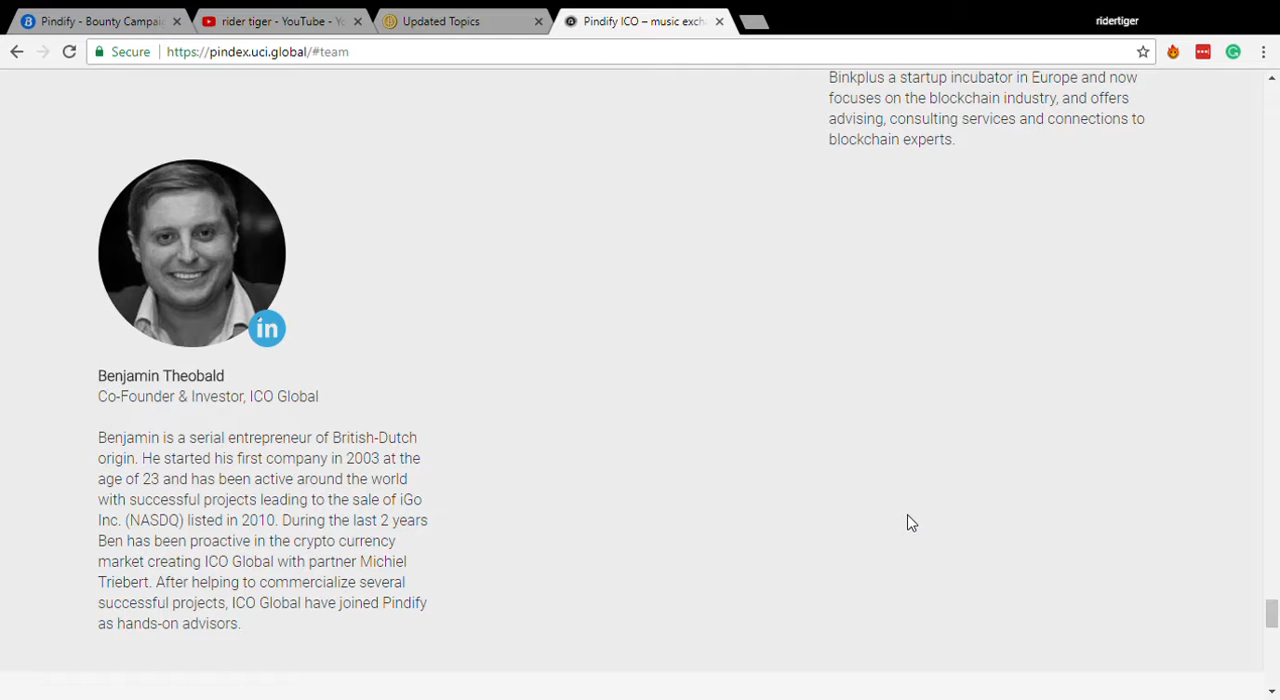 Pindify - Bounty Campai
rider tiger - YouTube - Yo
Updated Topics
Pindify ICO – music exch
ridertiger
Secure
https://pindex.uci.global/#team
Binkplus a startup incubator in Europe and now
focuses on the blockchain industry, and offers
advising, consulting services and connections to
blockchain experts.
in
Benjamin Theobald
Co-Founder & Investor, ICO Global
Benjamin is a serial entrepreneur of British-Dutch
origin. He started his first company in 2003 at the
age of 23 and has been active around the world
with successful projects leading to the sale of iGo
Inc. (NASDQ) listed in 2010. During the last 2 years
Ben has been proactive in the crypto currency
market creating ICO Global with partner Michiel
Triebert. After helping to commercialize several
successful projects, ICO Global have joined Pindify
as hands-on advisors.